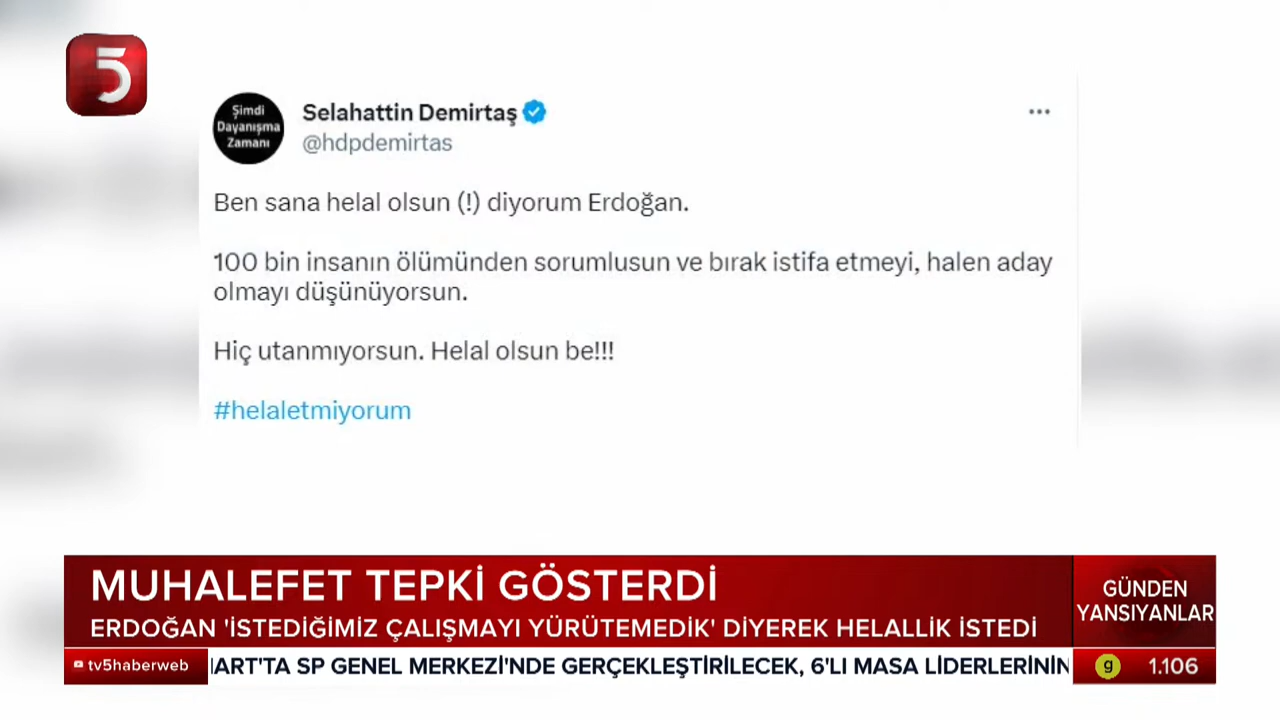 5
Şimdi
Dayanışma
Zamanı
Selahattin Demirtaş
@hdpdemirtas
Ben sana helal olsun (!) diyorum Erdoğan.
100 bin insanın ölümünden sorumlusun ve bırak istifa etmeyi, halen aday
olmayı düşünüyorsun.
Hiç utanmıyorsun. Helal olsun be!!!
#helaletmiyorum
MUHALEFET TEPKİ GÖSTERDİ
ERDOĞAN 'İSTEDİĞİMİZ ÇALIŞMAYI YÜRÜTEMEDİK' DİYEREK HELALLİK İSTEDİ
GÜNDEN
YANSIYANLAR
tv5haberweb
ART'TA SP GENEL MERKEZİ'NDE GERÇEKLEŞTİRİLECEK, 6'LI MASA LİDERLERİNİN
g 1.106